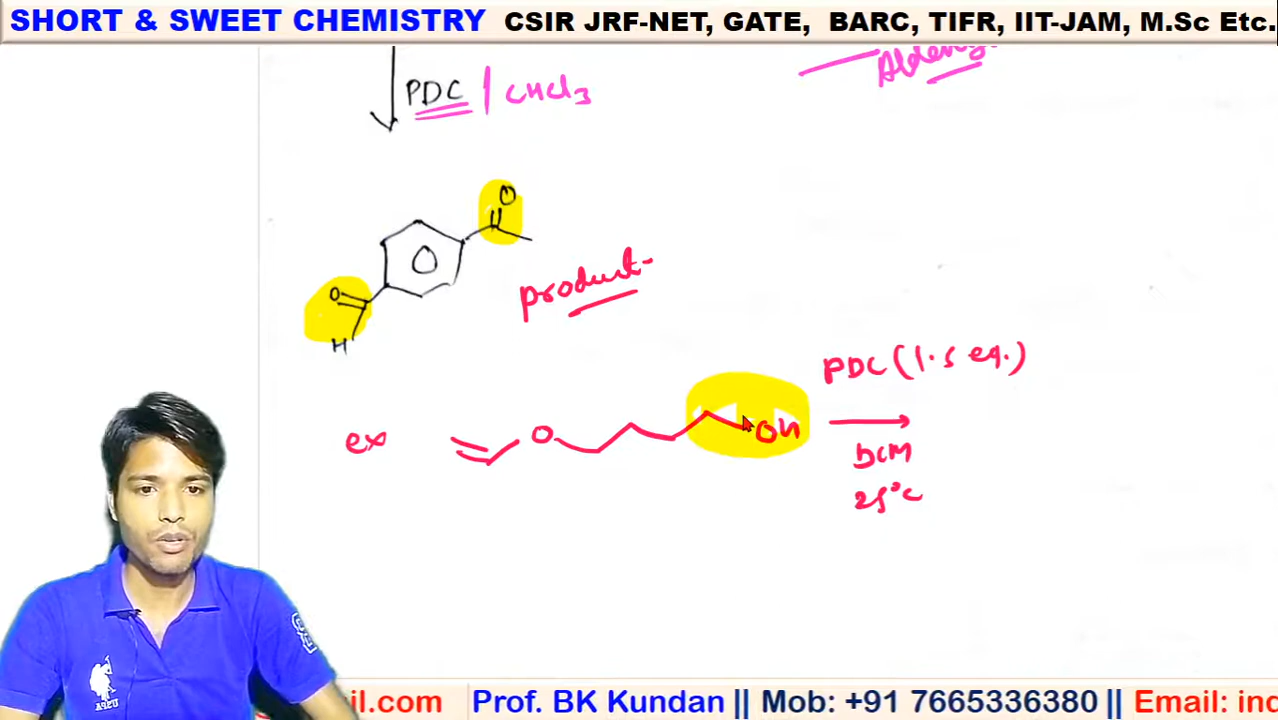 SHORT & SWEET CHEMISTRY CSIR JRF-NET, GATE, BARC, TIFR, IIT-JAM, M.Sc Etc.
PDC | CHCl3
O
O
H
product-
PDC (1.5 eq.)
ex O OH
DCM
25°C
USPA
il.com Prof. BK Kundan || Mob: +91 7665336380 || Email: inc